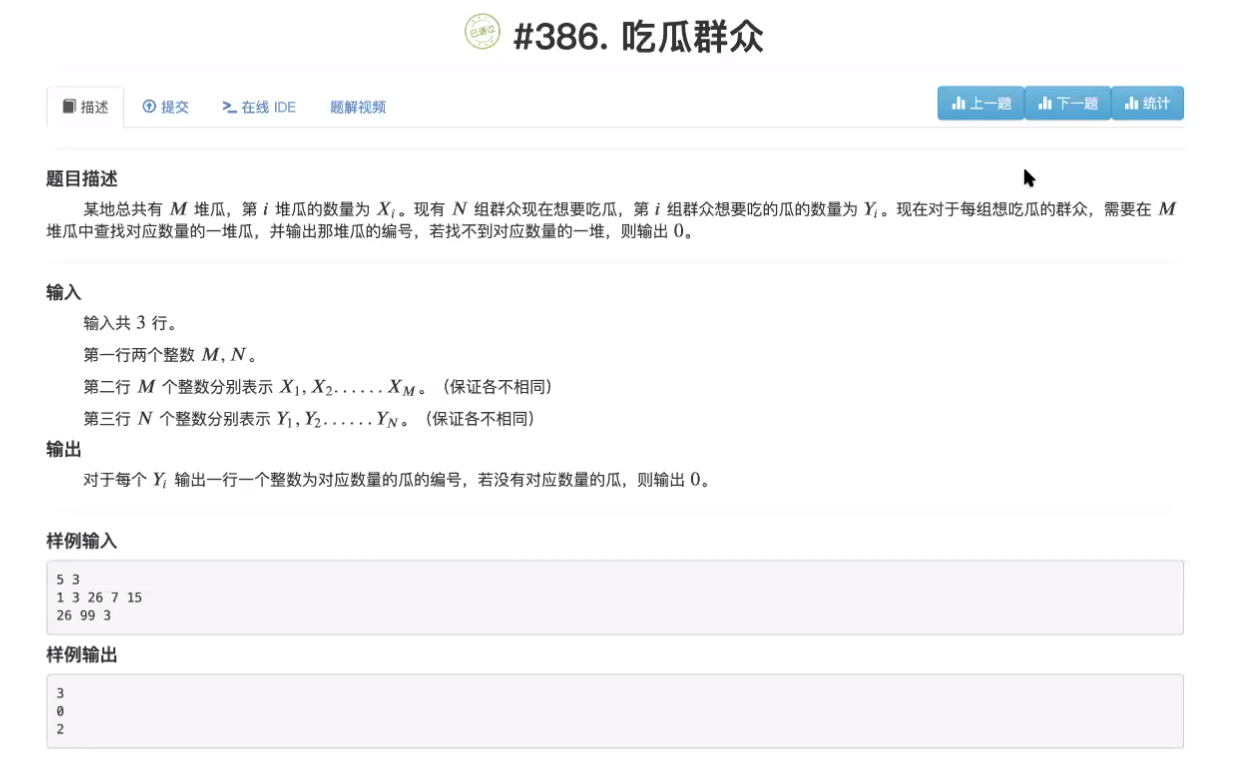 已通过 #386. 吃瓜群众
描述 提交 在线 IDE 题解视频 上一题 下一题 统计
题目描述
某地总共有 M 堆瓜，第 i 堆瓜的数量为 Xi。现有 N 组群众现在想要吃瓜，第 i 组群众想要吃的瓜的数量为 Yi。现在对于每组想吃瓜的群众，需要在 M
堆瓜中查找对应数量的一堆瓜，并输出那堆瓜的编号，若找不到对应数量的一堆，则输出 0。
输入
输入共 3 行。
第一行两个整数 M, N。
第二行 M 个整数分别表示 X1, X2. . . . . . XM。（保证各不相同）
第三行 N 个整数分别表示 Y1, Y2. . . . . . YN。（保证各不相同）
输出
对于每个 Yi 输出一行一个整数为对应数量的瓜的编号，若没有对应数量的瓜，则输出 0。
样例输入
5 3
1 3 26 7 15
26 99 3
样例输出
3
0
2